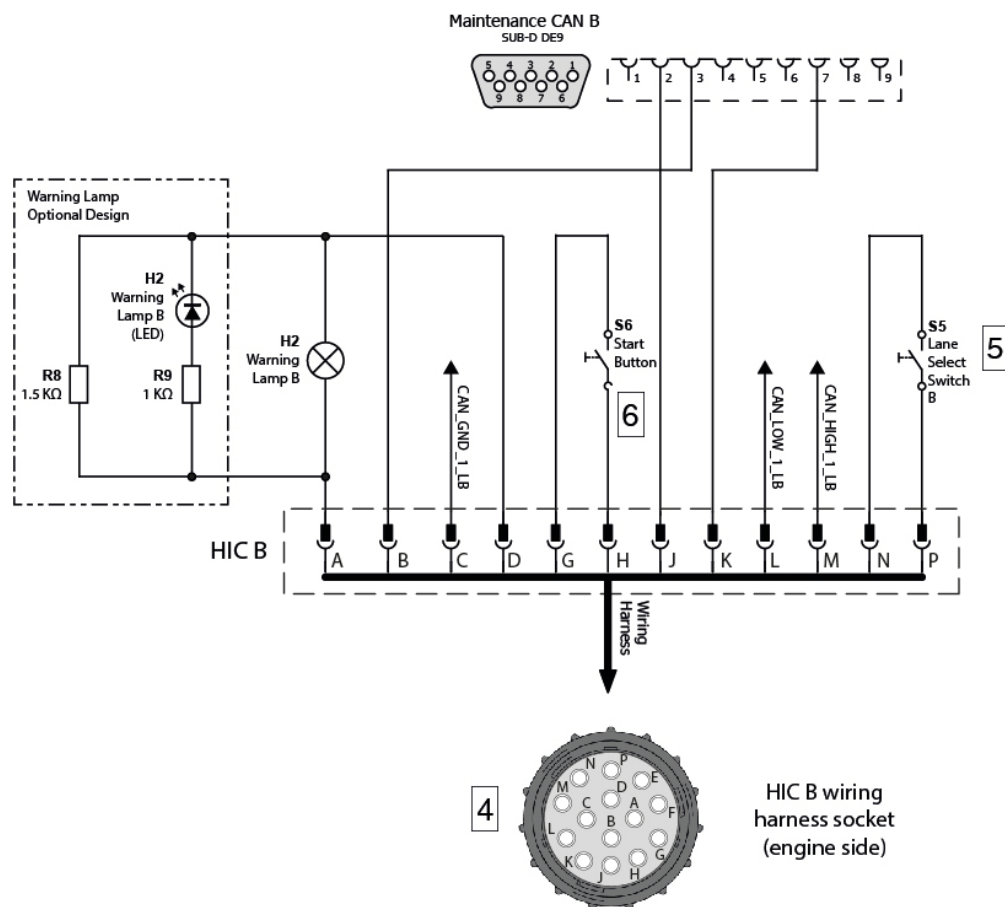 Maintenance CAN B
SUB-D DE9
5 4 3 2 1
9 8 7 6
1 2 3 4 5 6 7 8 9
Warning Lamp
Optional Design
H2
Warning
Lamp B
(LED)
R8
1.5 KΩ
R9
1 KΩ
H2
Warning
Lamp B
CAN_GND_1_LB
S6
Start
Button
6
CAN_LOW_1_LB
CAN_HIGH_1_LB
S5
Lane
Select
Switch
B
5
HIC B
A B C D G H J K L M N P
Wiring
Harness
4
N P E
M D
C A F
B
L G
K J H
HIC B wiring
harness socket
(engine side)